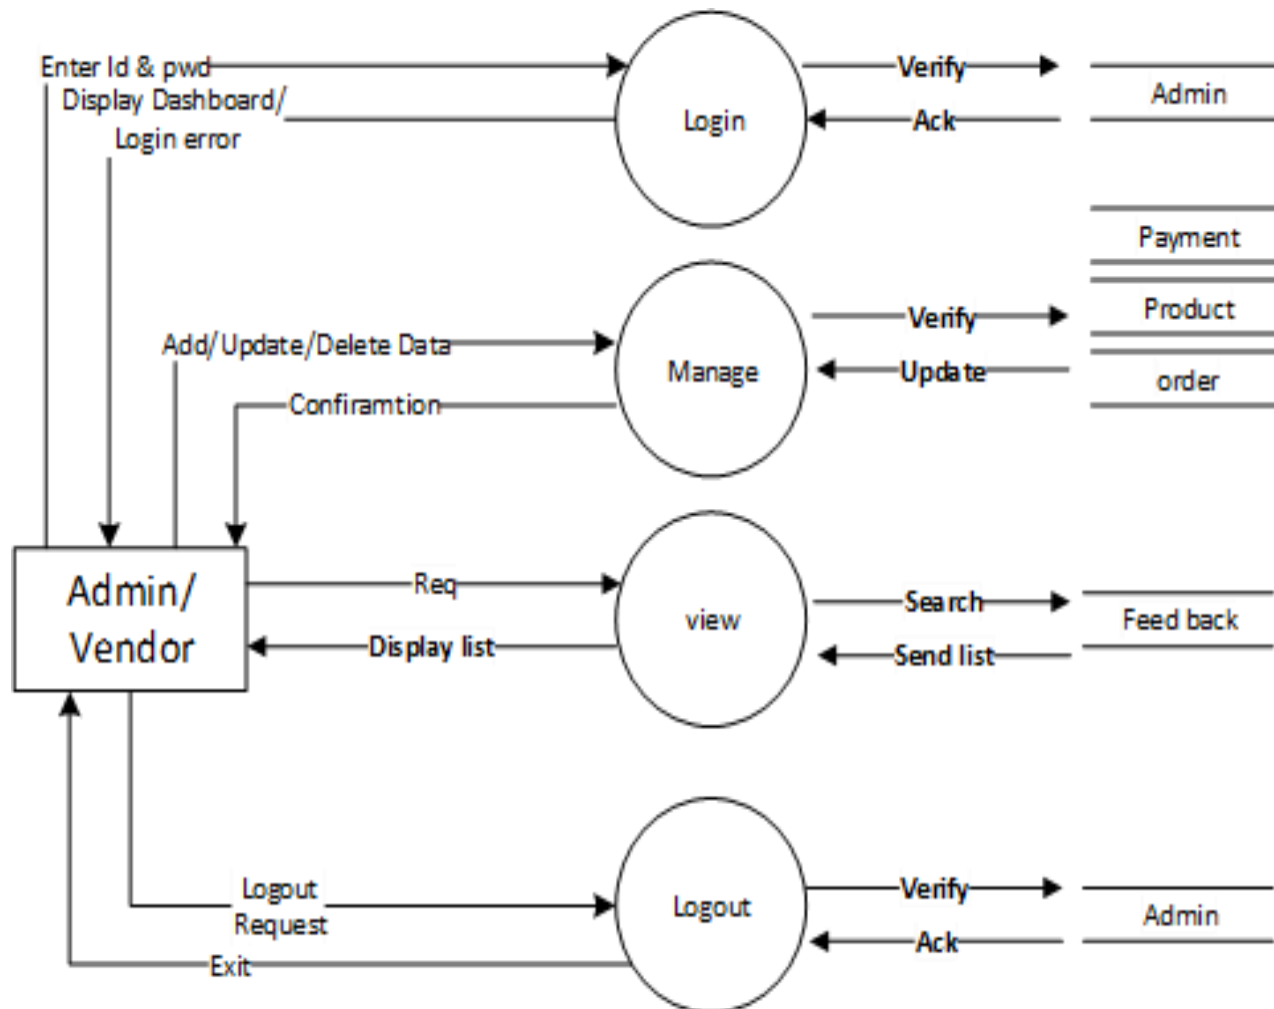 Enter Id & pwd
Verify
Admin
Display Dashboard/
Login error
Login
Ack
Payment
Product
Add/Update/Delete Data
Verify
Manage
Update
order
Confiramtion
Admin/
Vendor
Req
Search
view
Feed back
Display list
Send list
Logout
Request
Logout
Verify
Admin
Ack
Exit